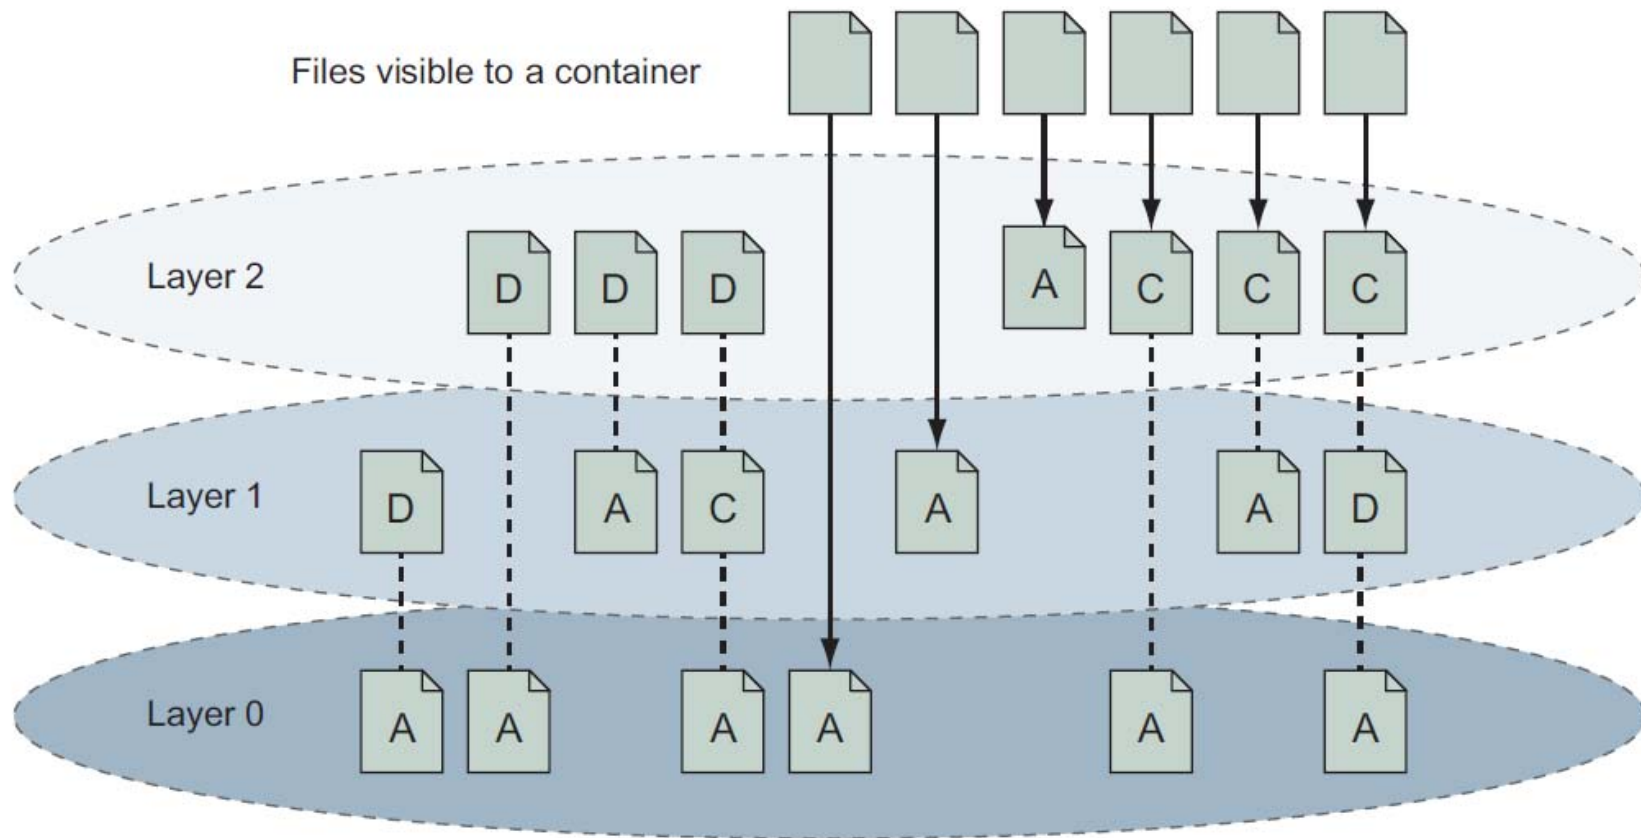 Files visible to a container
Layer 2
D D D A C C C
Layer 1
D A C A A D
Layer 0
A A A A A A